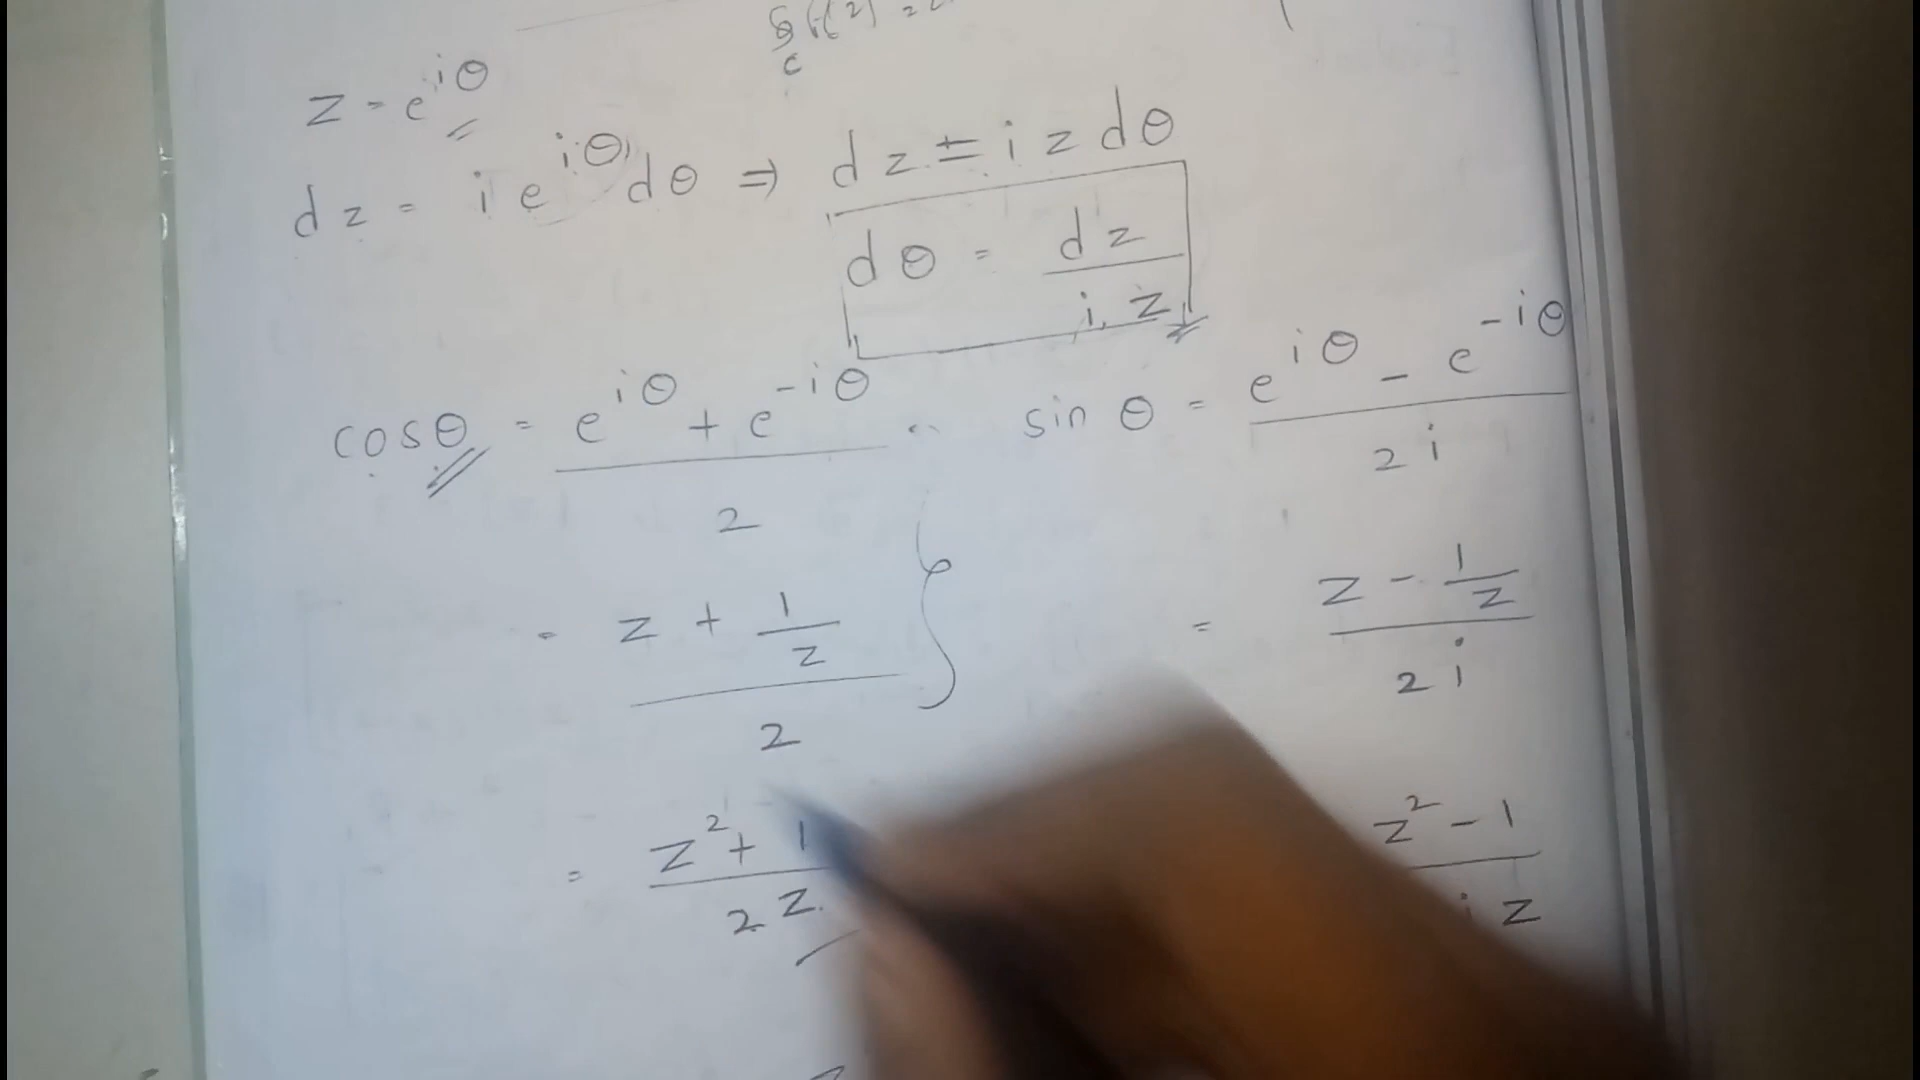 z = e^{iθ}
dz = i e^{iθ} dθ ⇒ dz = i z dθ
dθ = dz / i z
cosθ = (e^{iθ} + e^{-iθ}) / 2
sin θ = (e^{iθ} - e^{-iθ}) / 2i
= (z + 1/z) / 2
= (z - 1/z) / 2i
= (z² + 1) / 2z
z² - 1
i z